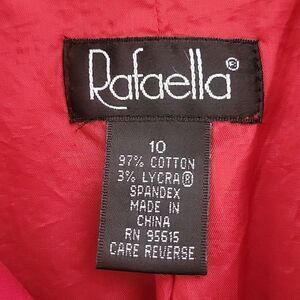 Rafaella®
10
97% COTTON
3% LYCRA®
SPANDEX
MADE IN
CHINA
RN 95615
CARE REVERSE